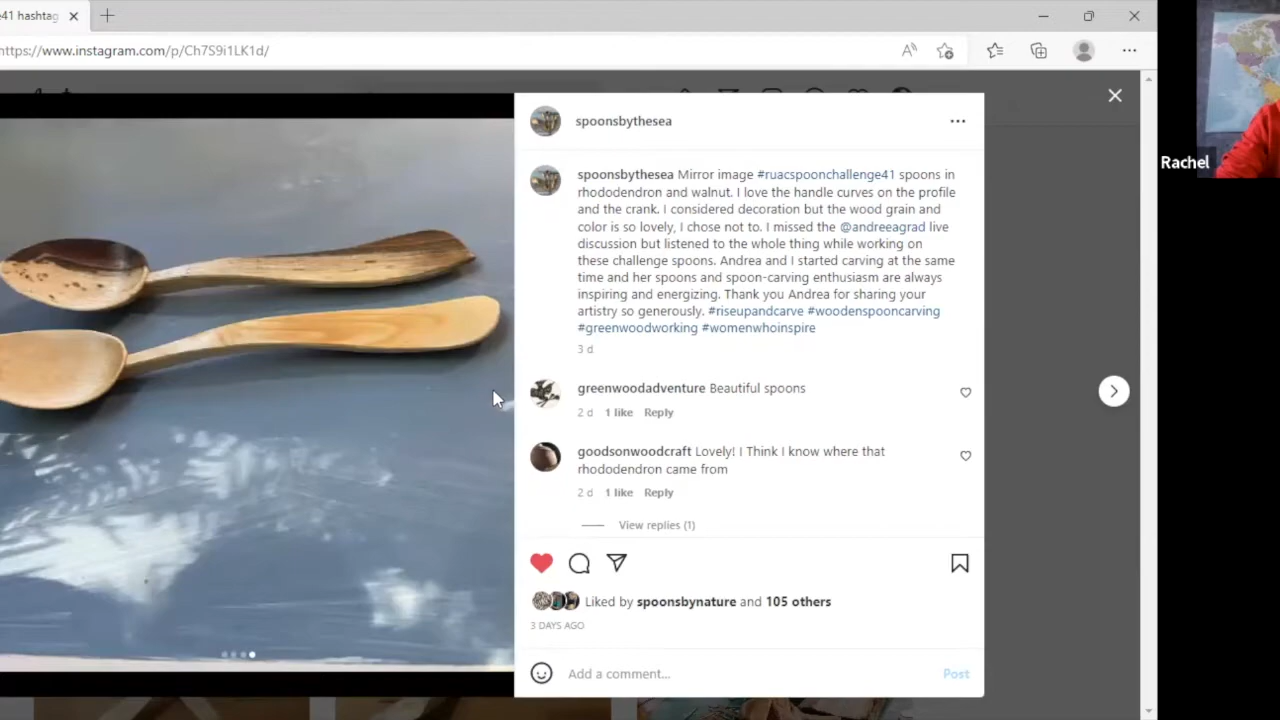 e41 hashtag
https://www.instagram.com/p/Ch7S9i1LK1d/
Rachel
spoonsbythesea
spoonsbythesea Mirror image #ruacspoonchallenge41 spoons in
rhododendron and walnut. I love the handle curves on the profile
and the crank. I considered decoration but the wood grain and
color is so lovely, I chose not to. I missed the @andreeagrad live
discussion but listened to the whole thing while working on
these challenge spoons. Andrea and I started carving at the same
time and her spoons and spoon-carving enthusiasm are always
inspiring and energizing. Thank you Andrea for sharing your
artistry so generously. #riseupandcarve #woodenspooncarving
#greenwoodworking #womenwhoinspire
3 d
greenwoodadventure Beautiful spoons
2 d 1 like Reply
goodsonwoodcraft Lovely! I Think I know where that
rhododendron came from
2 d 1 like Reply
View replies (1)
Liked by spoonsbynature and 105 others
3 DAYS AGO
Add a comment...
Post